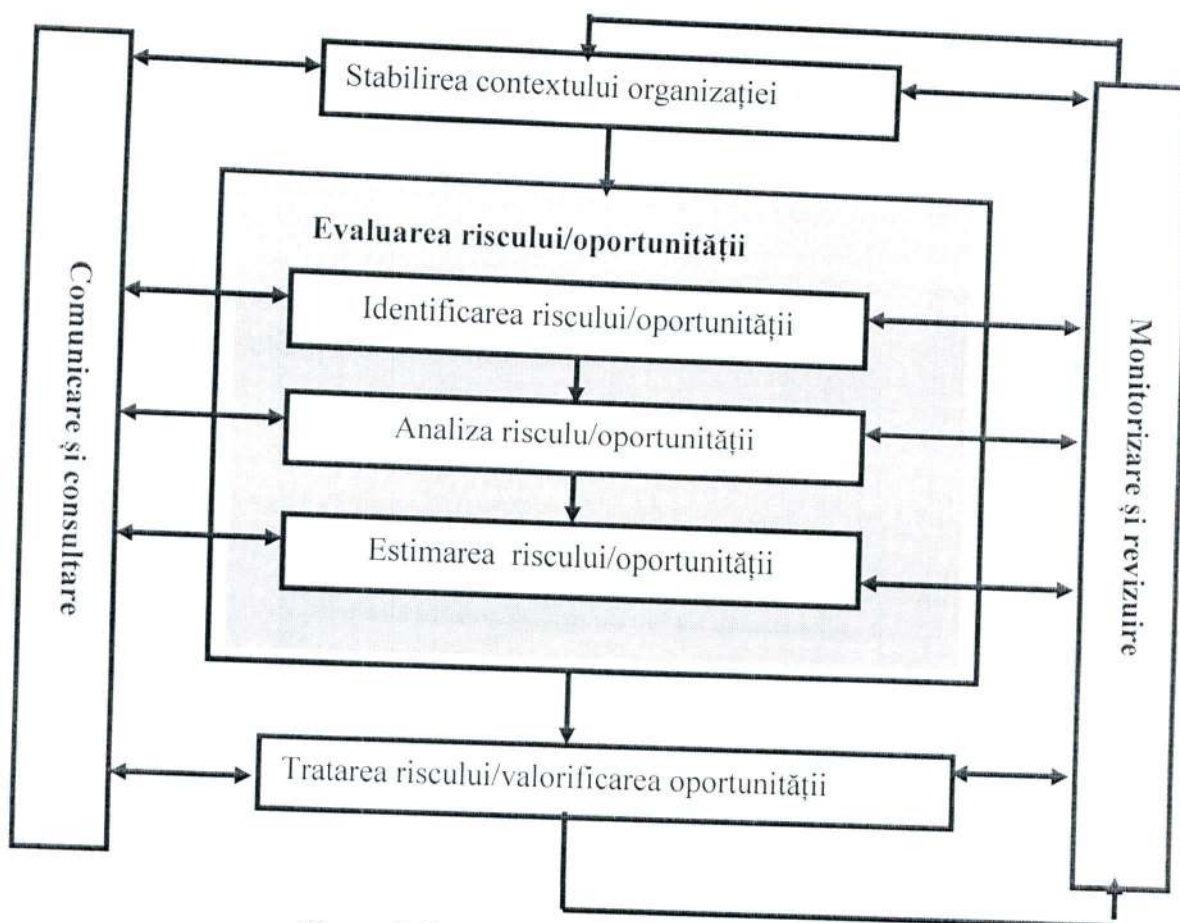 Stabilirea contextului organizației
Evaluarea riscului/oportunității
Identificarea riscului/oportunității
Analiza risculu/oportunității
Estimarea riscului/oportunității
Tratarea riscului/valorificarea oportunității
Comunicare și consultare
Monitorizare și revizuire